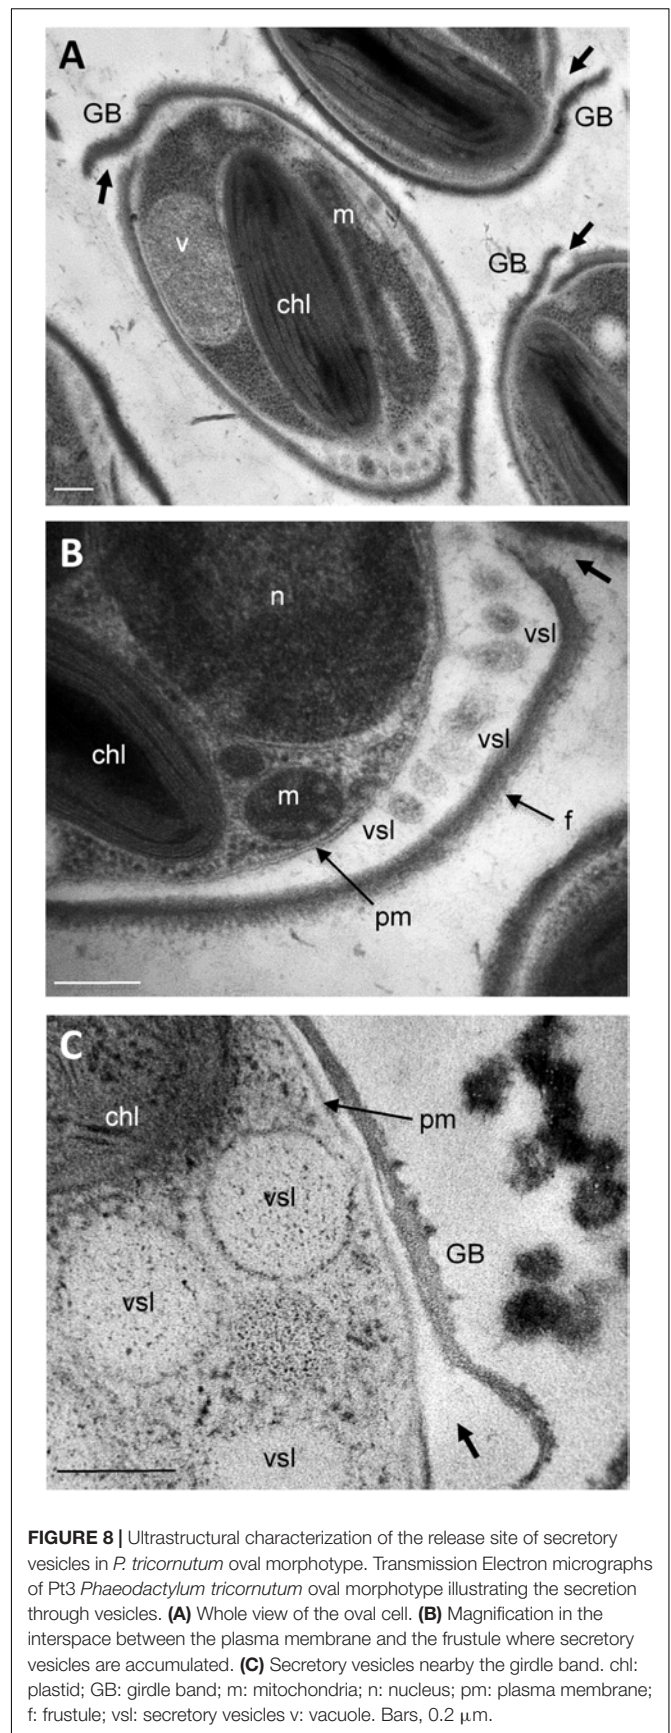 A
GB
GB
m
v
GB
chl
B
n
vsl
chl
vsl
m
vsl
f
pm
C
chl
pm
vsl
GB
vsl
vsl
FIGURE 8 | Ultrastructural characterization of the release site of secretory
vesicles in P. tricornutum oval morphotype. Transmission Electron micrographs
of Pt3 Phaeodactylum tricornutum oval morphotype illustrating the secretion
through vesicles. (A) Whole view of the oval cell. (B) Magnification in the
interspace between the plasma membrane and the frustule where secretory
vesicles are accumulated. (C) Secretory vesicles nearby the girdle band. chl:
plastid; GB: girdle band; m: mitochondria; n: nucleus; pm: plasma membrane;
f: frustule; vsl: secretory vesicles v: vacuole. Bars, 0.2 μm.